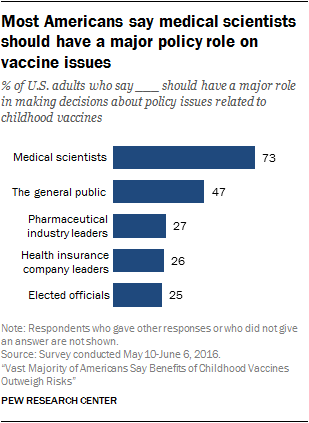 Most Americans say medical scientists
should have a major policy role on
vaccine issues
% of U.S. adults who say ____ should have a major role
in making decisions about policy issues related to
childhood vaccines
Medical scientists 73
The general public 47
Pharmaceutical
industry leaders 27
Health insurance
company leaders 26
Elected officials 25
Note: Respondents who gave other responses or who did not give
an answer are not shown.
Source: Survey conducted May 10-June 6, 2016.
“Vast Majority of Americans Say Benefits of Childhood Vaccines
Outweigh Risks”
PEW RESEARCH CENTER